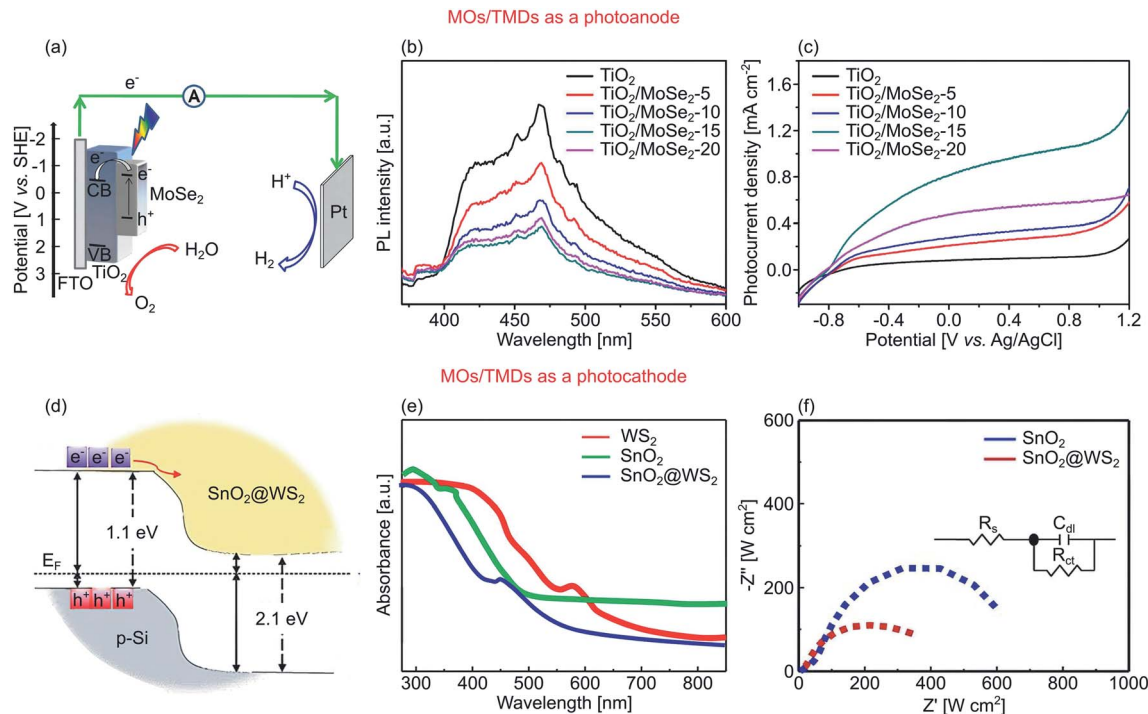 MOs/TMDs as a photoanode
(a)
e⁻
A
Potential [V vs. SHE]
-2
-1
0
1
2
3
e⁻
CB
e⁻
MoSe₂
h⁺
VB
TiO₂
FTO
H₂O
O₂
H⁺
H₂
Pt
(b)
PL intensity [a.u.]
TiO₂
TiO₂/MoSe₂-5
TiO₂/MoSe₂-10
TiO₂/MoSe₂-15
TiO₂/MoSe₂-20
400 450 500 550 600
Wavelength [nm]
(c)
Photocurrent density [mA cm⁻²]
1.6
1.2
0.8
0.4
0.0
TiO₂
TiO₂/MoSe₂-5
TiO₂/MoSe₂-10
TiO₂/MoSe₂-15
TiO₂/MoSe₂-20
-0.8 -0.4 0.0 0.4 0.8 1.2
Potential [V vs. Ag/AgCl]
MOs/TMDs as a photocathode
(d)
e⁻ e⁻ e⁻
SnO₂@WS₂
1.1 eV
E_F
h⁺ h⁺ h⁺
p-Si
2.1 eV
(e)
Absorbance [a.u.]
WS₂
SnO₂
SnO₂@WS₂
300 400 500 600 700 800
Wavelength [nm]
(f)
-Z" [W cm²]
600
400
200
0
SnO₂
SnO₂@WS₂
R_s
C_dl
R_ct
0 200 400 600 800 1000
Z' [W cm²]